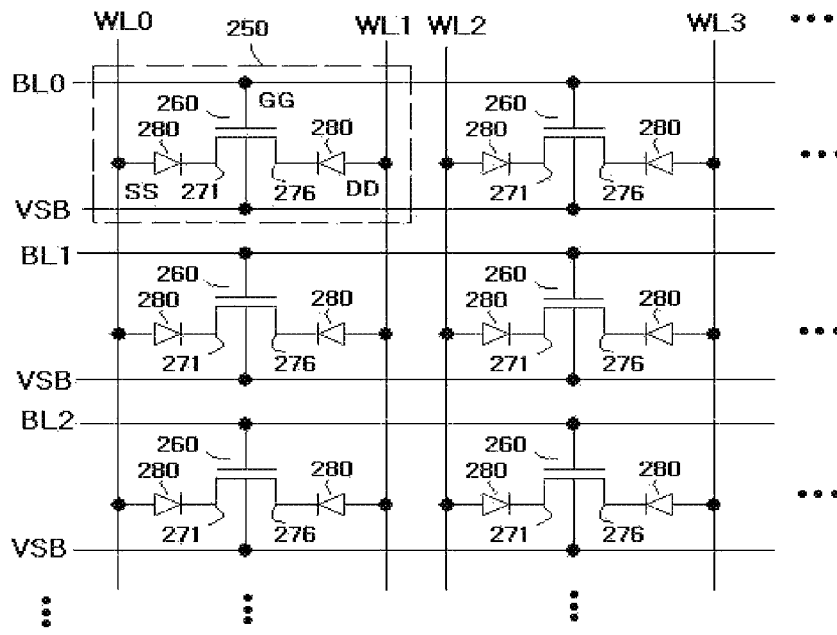 WL0 250 WL1 WL2 WL3
BL0
260 GG 260
280 280 280 280
SS 271 276 DD 271 276
VSB
BL1
260 260
280 280 280 280
271 276 271 276
VSB
BL2
260 260
280 280 280 280
271 276 271 276
VSB